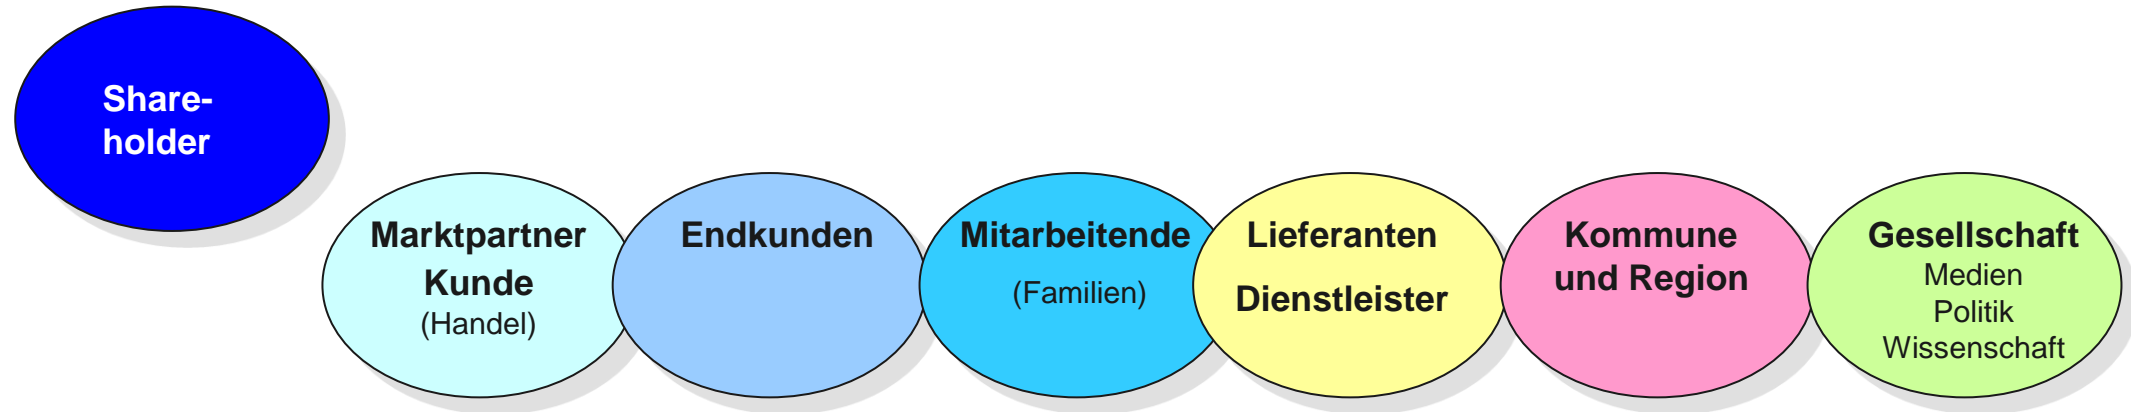 Share-
holder
Marktpartner
Kunde
(Handel)
Endkunden
Mitarbeitende
(Familien)
Lieferanten
Dienstleister
Kommune
und Region
Gesellschaft
Medien
Politik
Wissenschaft